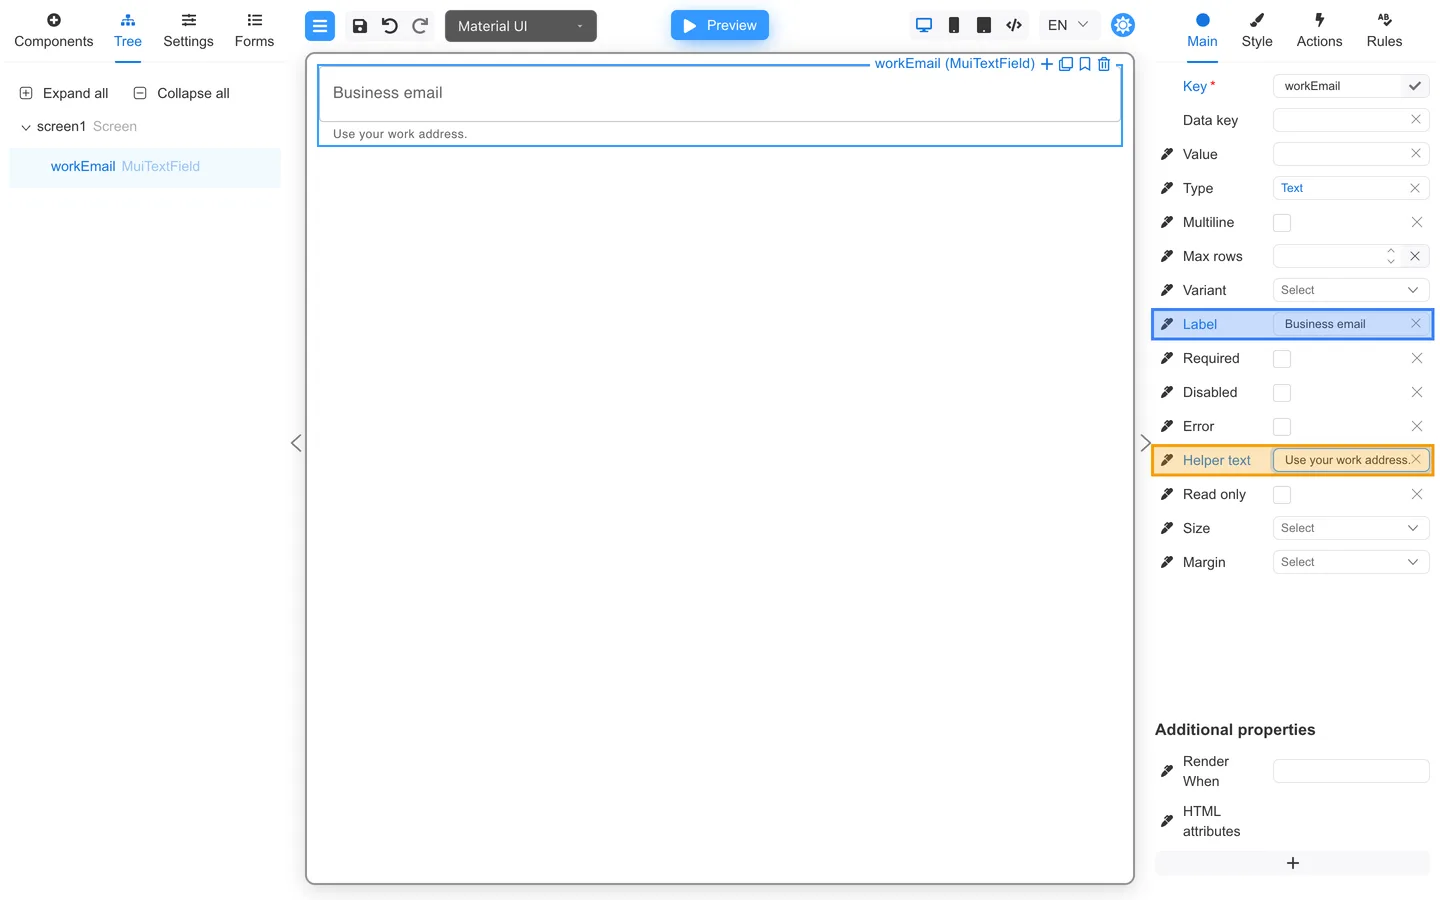 Components
Tree
Settings
Forms
Material UI
Preview
EN
Main
Style
Actions
Rules
Expand all
Collapse all
screen1 Screen
workEmail MuiTextField
workEmail (MuiTextField)
Business email
Use your work address.
Key * workEmail
Data key
Value
Type Text
Multiline
Max rows
Variant Select
Label Business email
Required
Disabled
Error
Helper text Use your work address.
Read only
Size Select
Margin Select
Additional properties
Render
When
HTML
attributes